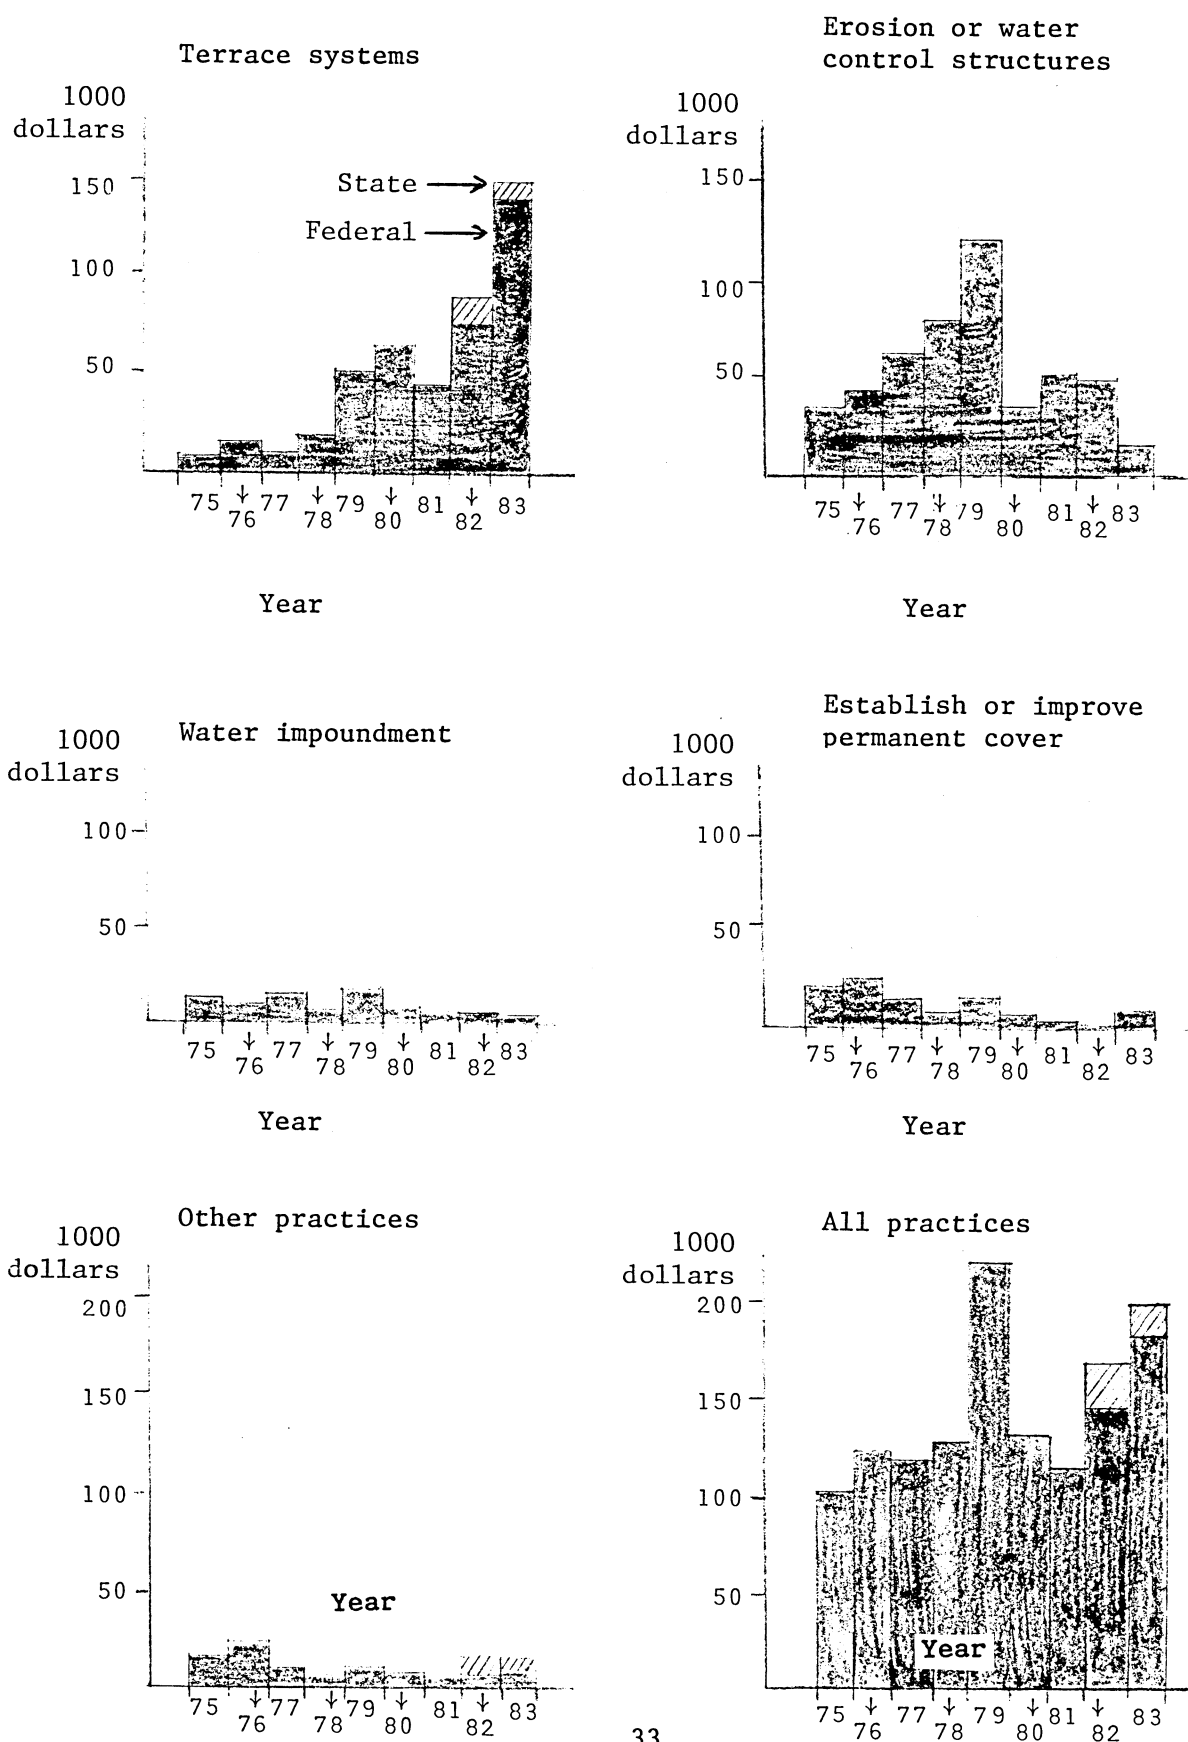 Terrace systems
1000
dollars
150
100
50
State
Federal
75 76 77 78 79 80 81 82 83
Year
Erosion or water
control structures
1000
dollars
150
100
50
75 76 77 78 79 80 81 82 83
Year
Water impoundment
1000
dollars
100
50
75 76 77 78 79 80 81 82 83
Year
Establish or improve
permanent cover
1000
dollars
100
50
75 76 77 78 79 80 81 82 83
Year
Other practices
1000
dollars
200
150
100
50
Year
75 76 77 78 79 80 81 82 83
All practices
1000
dollars
200
150
100
50
Year
75 76 77 78 79 80 81 82 83
33